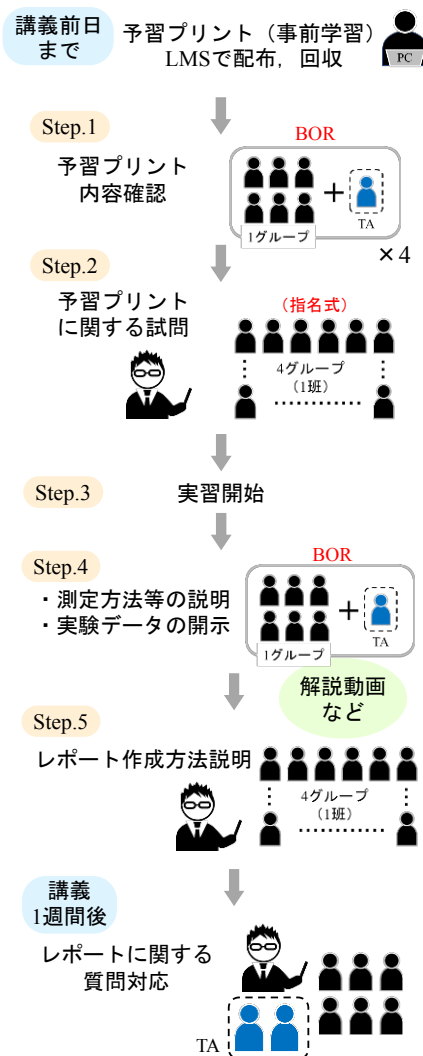 講義前日
まで
予習プリント（事前学習）
LMSで配布，回収
PC
Step.1
予習プリント
内容確認
BOR
1グループ
+
TA
×4
Step.2
予習プリント
に関する試問
（指名式）
4グループ
（1班）
Step.3
実習開始
Step.4
・測定方法等の説明
・実験データの開示
BOR
1グループ
+
TA
解説動画
など
Step.5
レポート作成方法説明
4グループ
（1班）
講義
1週間後
レポートに関する
質問対応
TA